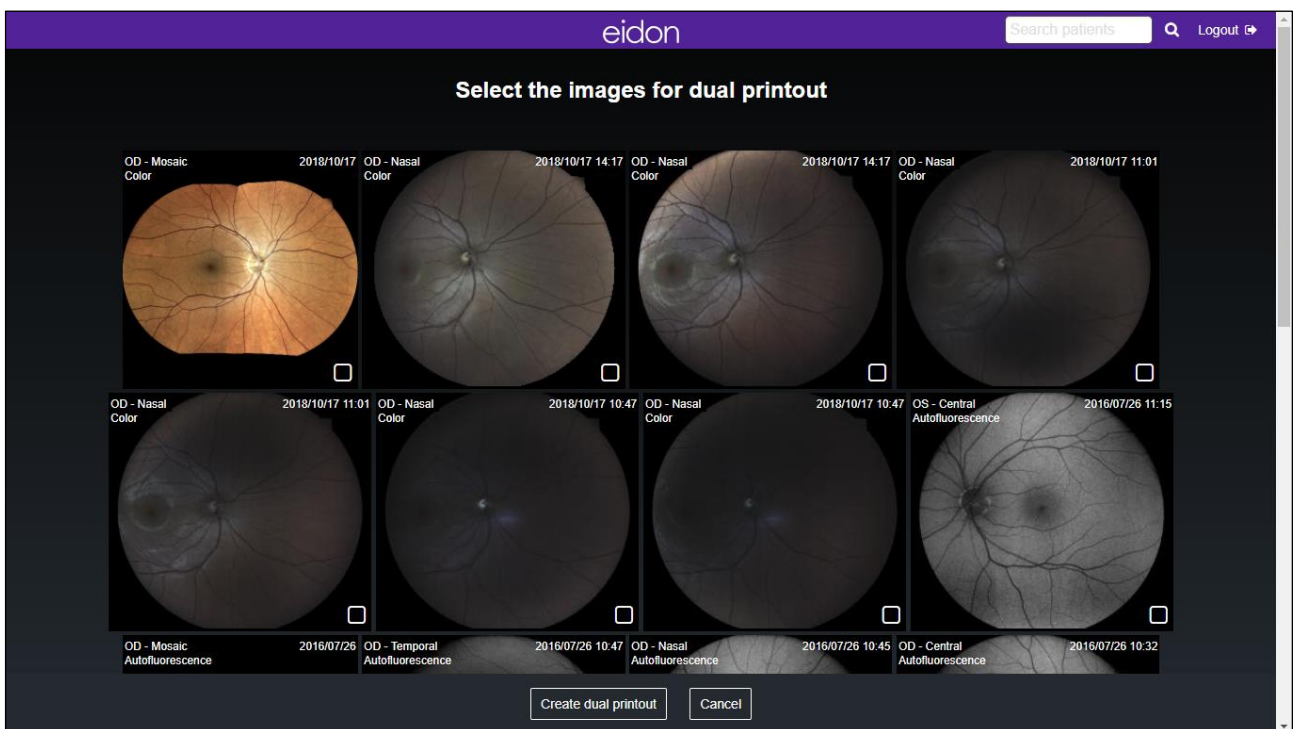 eidon
Search patients
Logout
Select the images for dual printout
OD - Mosaic 2018/10/17
Color
OD - Nasal 2018/10/17 14:17
Color
OD - Nasal 2018/10/17 14:17
Color
OD - Nasal 2018/10/17 11:01
Color
OD - Nasal 2018/10/17 11:01
Color
OD - Nasal 2018/10/17 10:47
Color
OD - Nasal 2018/10/17 10:47
Color
OS - Central 2016/07/26 11:15
Autofluorescence
OD - Mosaic 2016/07/26
Autofluorescence
OD - Temporal 2016/07/26 10:47
Autofluorescence
OD - Nasal 2016/07/26 10:45
Autofluorescence
OD - Central 2016/07/26 10:32
Autofluorescence
Create dual printout
Cancel